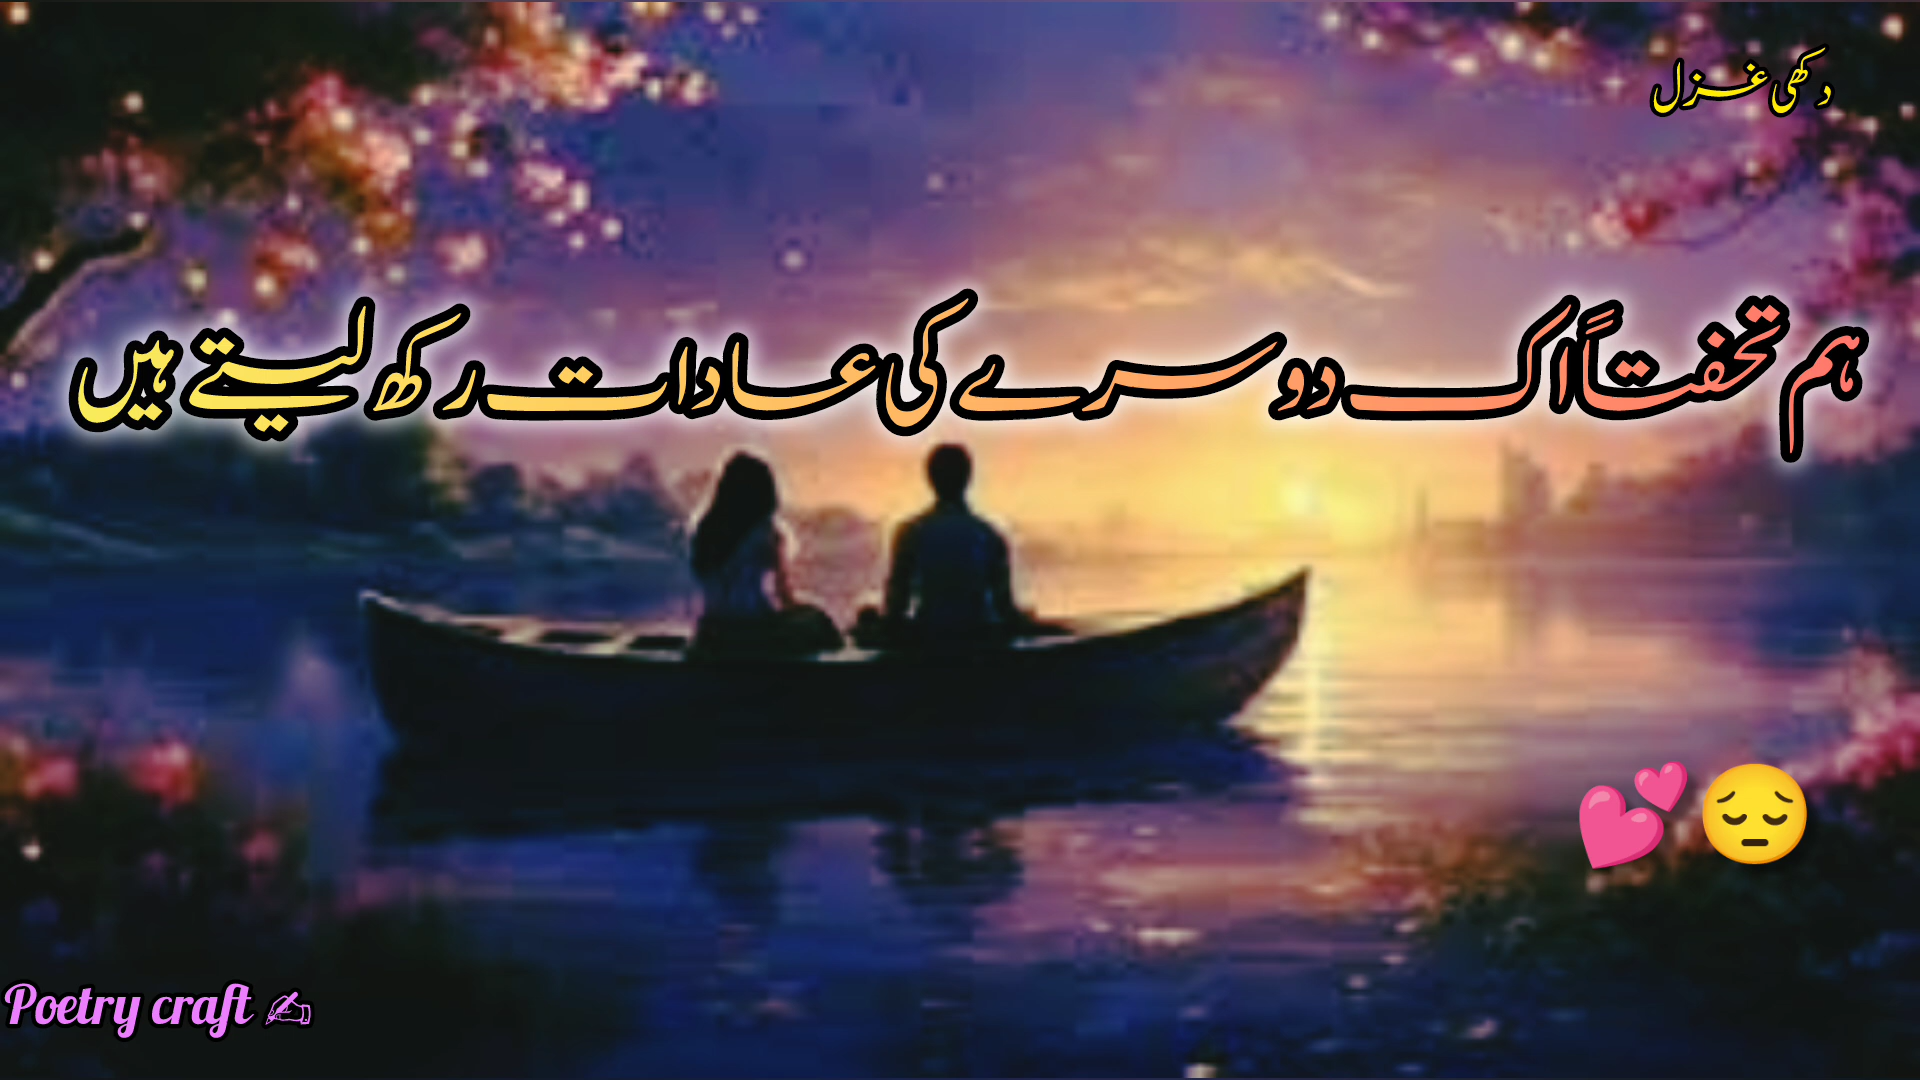 دکھی غزل
ہم تحفتاً اک دوسرے کی عادات رکھ لیتے ہیں
💕😔
Poetry craft ✍